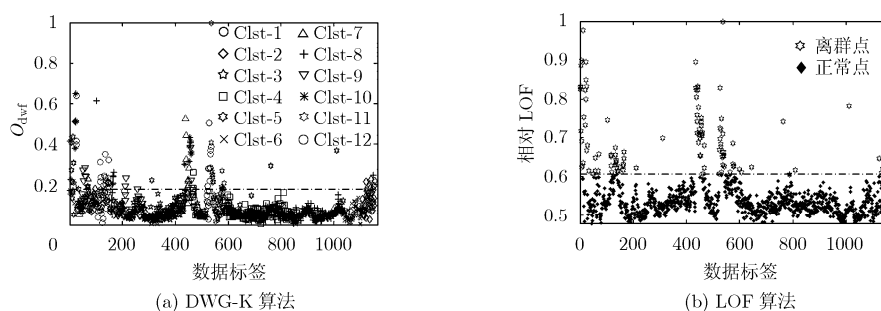 1
0.8
0.6
0.4
0.2
0
200
400
600
800
1000
O_dwf
Clst-1
Clst-2
Clst-3
Clst-4
Clst-5
Clst-6
Clst-7
Clst-8
Clst-9
Clst-10
Clst-11
Clst-12
数据标签
(a) DWG-K 算法
1
0.9
0.8
0.7
0.6
0.5
0
200
400
600
800
1000
相对 LOF
离群点
正常点
数据标签
(b) LOF 算法